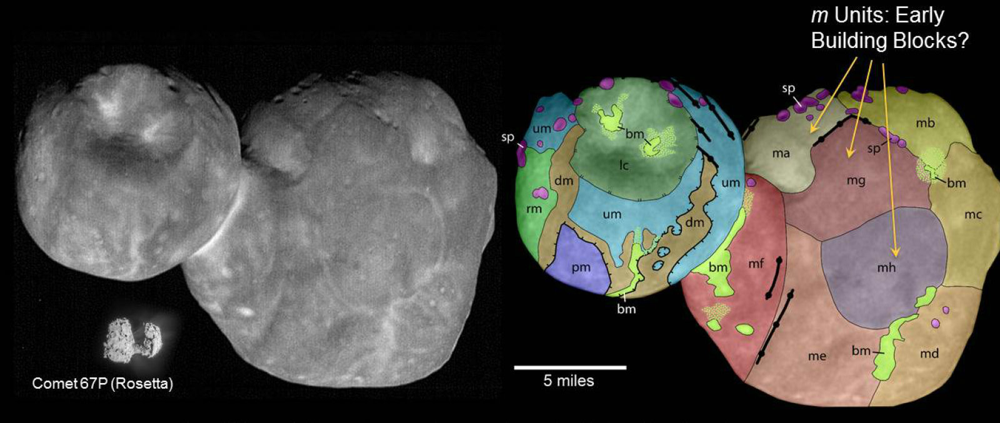 m Units: Early
Building Blocks?
sp
mb
um
bm
sp
ma
sp
lc
dm
um
mg
bm
rm
um
dm
mc
pm
bm
mf
mh
bm
bm
me
md
5 miles
Comet 67P (Rosetta)